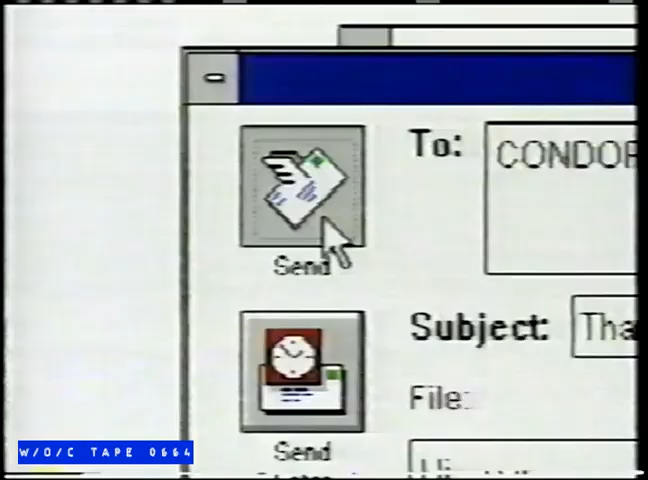 To:
CONDOR
Send
Subject:
Tha
File:
Send
W/O/C TAPE 0664